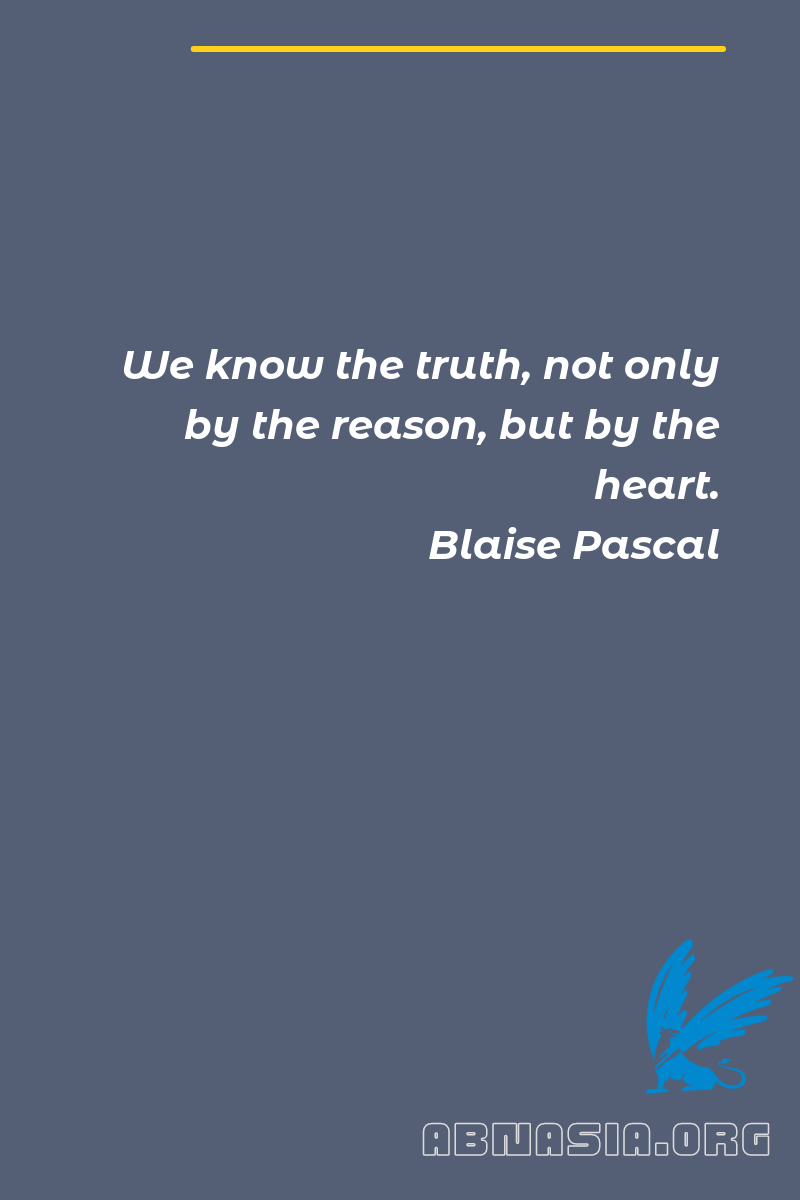 We know the truth, not only
by the reason, but by the
heart.
Blaise Pascal
ABNASIA.ORG